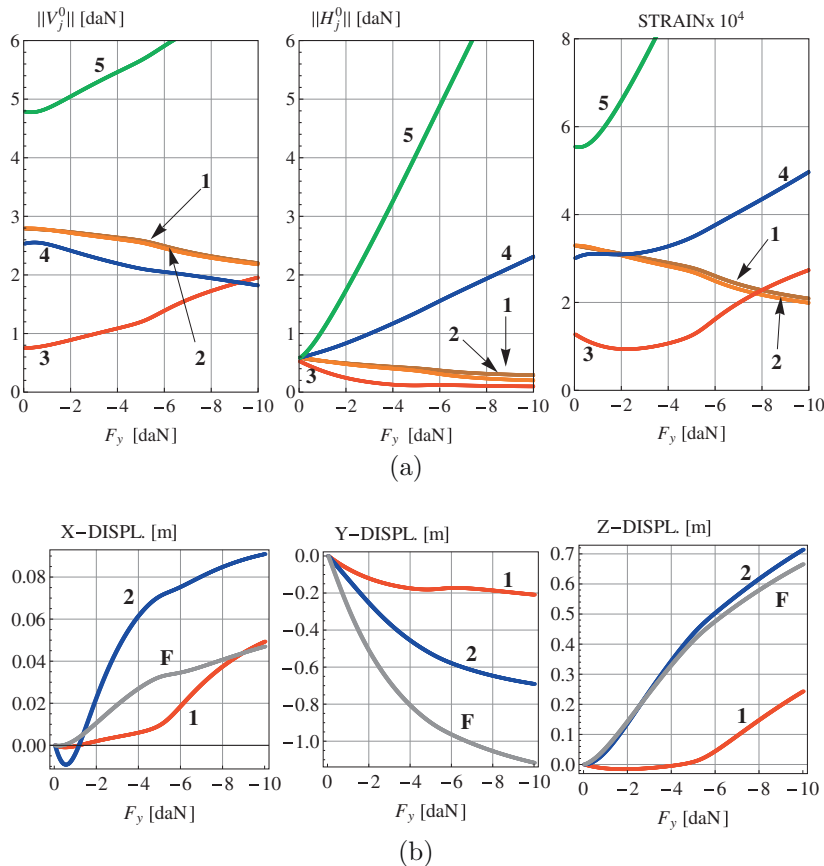 ||V_j^0|| [daN]
6
5
4
3
2
1
0
5
1
4
3
2
0 −2 −4 −6 −8 −10
F_y [daN]
||H_j^0|| [daN]
6
5
4
3
2
1
0
5
4
1
2
3
0 −2 −4 −6 −8 −10
F_y [daN]
STRAINx 10^4
8
6
4
2
0
5
4
1
3
2
0 −2 −4 −6 −8 −10
F_y [daN]
(a)
X−DISPL. [m]
0.08
0.06
0.04
0.02
0.00
2
F
1
0 −2 −4 −6 −8 −10
F_y [daN]
Y−DISPL. [m]
0.0
−0.2
−0.4
−0.6
−0.8
−1.0
1
2
F
0 −2 −4 −6 −8 −10
F_y [daN]
Z−DISPL. [m]
0.7
0.6
0.5
0.4
0.3
0.2
0.1
0.0
2
F
1
0 −2 −4 −6 −8 −10
F_y [daN]
(b)